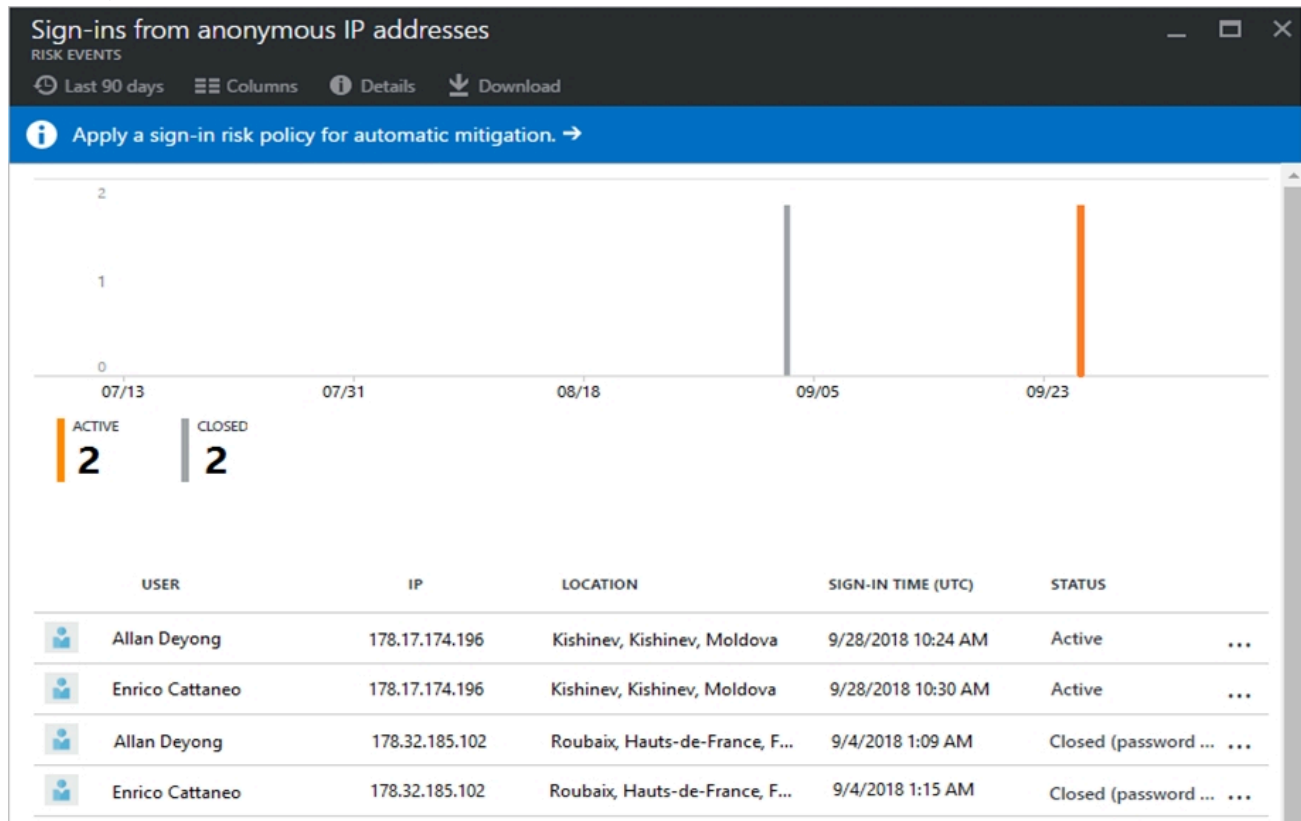 Sign-ins from anonymous IP addresses
RISK EVENTS
Last 90 days Columns Details Download
Apply a sign-in risk policy for automatic mitigation. →
2
1
0
07/13 07/31 08/18 09/05 09/23
ACTIVE CLOSED
2 2
USER IP LOCATION SIGN-IN TIME (UTC) STATUS
Allan Deyong 178.17.174.196 Kishinev, Kishinev, Moldova 9/28/2018 10:24 AM Active ...
Enrico Cattaneo 178.17.174.196 Kishinev, Kishinev, Moldova 9/28/2018 10:30 AM Active ...
Allan Deyong 178.32.185.102 Roubaix, Hauts-de-France, F... 9/4/2018 1:09 AM Closed (password ... ...
Enrico Cattaneo 178.32.185.102 Roubaix, Hauts-de-France, F... 9/4/2018 1:15 AM Closed (password ... ...